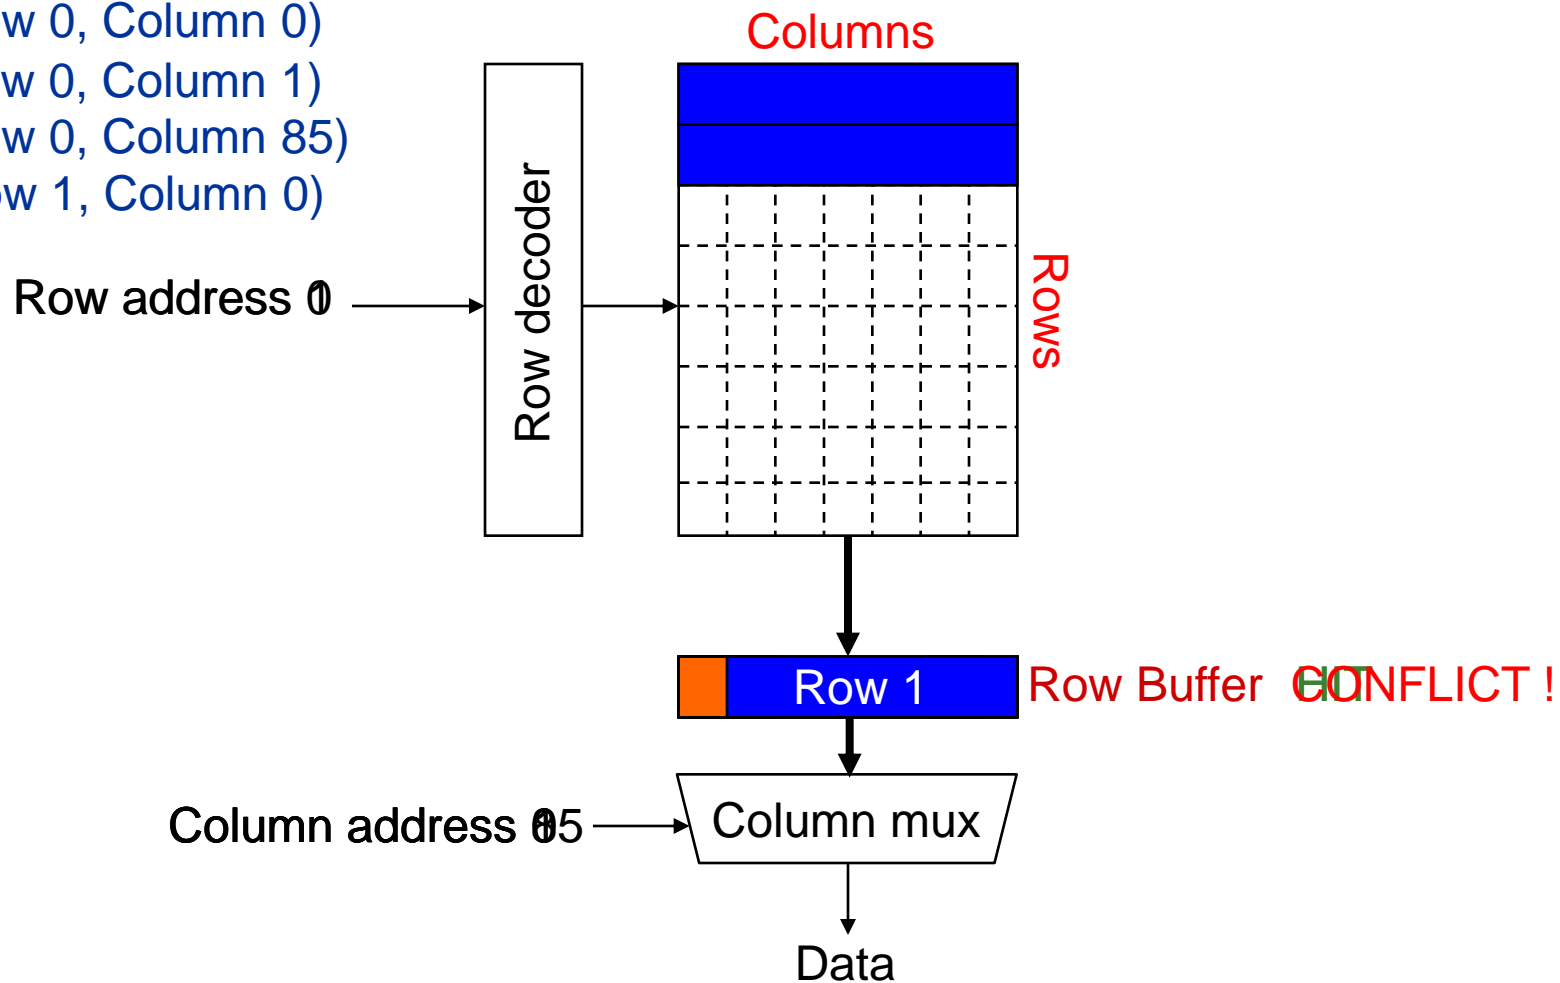 w 0, Column 0)
w 0, Column 1)
w 0, Column 85)
w 1, Column 0)
Columns
Row decoder
Rows
Row address
Row 1
Row Buffer CONFLICT !
Column address
Column mux
Data